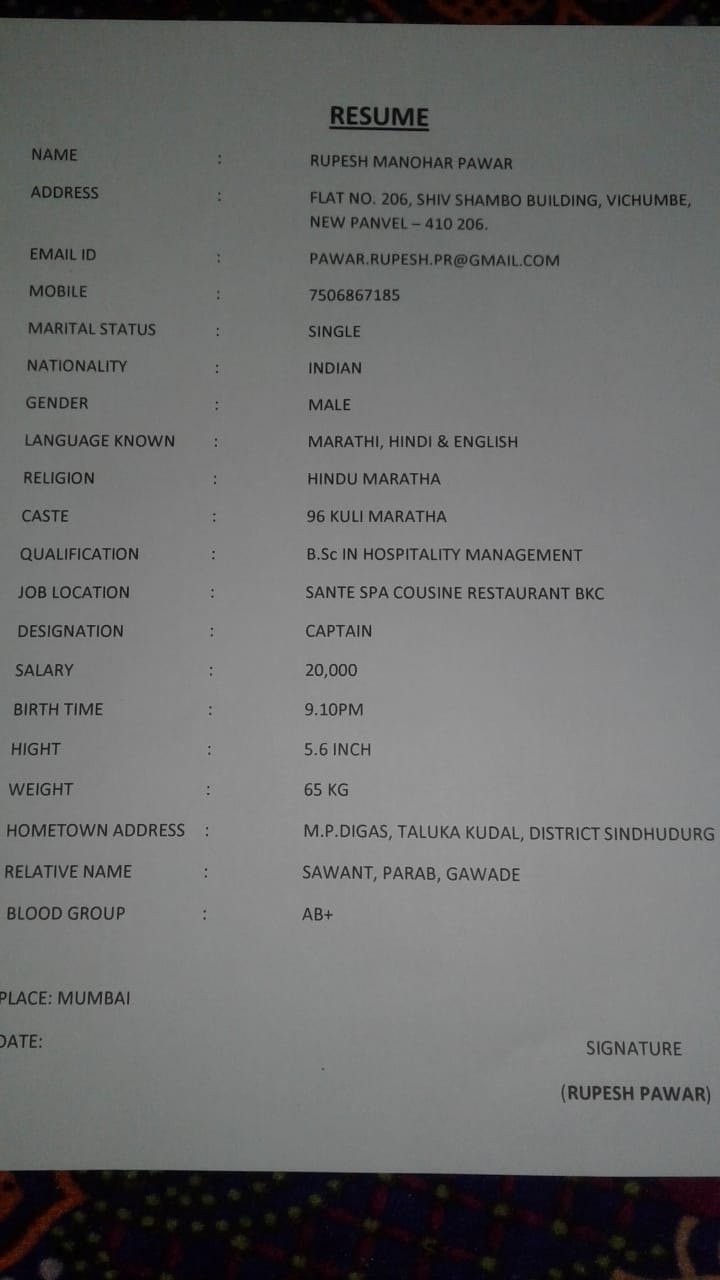 RESUME
NAME : RUPESH MANOHAR PAWAR
ADDRESS : FLAT NO. 206, SHIV SHAMBO BUILDING, VICHUMBE,
NEW PANVEL – 410 206.
EMAIL ID : PAWAR.RUPESH.PR@GMAIL.COM
MOBILE : 7506867185
MARITAL STATUS : SINGLE
NATIONALITY : INDIAN
GENDER : MALE
LANGUAGE KNOWN : MARATHI, HINDI & ENGLISH
RELIGION : HINDU MARATHA
CASTE : 96 KULI MARATHA
QUALIFICATION : B.Sc IN HOSPITALITY MANAGEMENT
JOB LOCATION : SANTE SPA COUSINE RESTAURANT BKC
DESIGNATION : CAPTAIN
SALARY : 20,000
BIRTH TIME : 9.10PM
HIGHT : 5.6 INCH
WEIGHT : 65 KG
HOMETOWN ADDRESS : M.P.DIGAS, TALUKA KUDAL, DISTRICT SINDHUDURG
RELATIVE NAME : SAWANT, PARAB, GAWADE
BLOOD GROUP : AB+
PLACE: MUMBAI
DATE:
SIGNATURE
(RUPESH PAWAR)